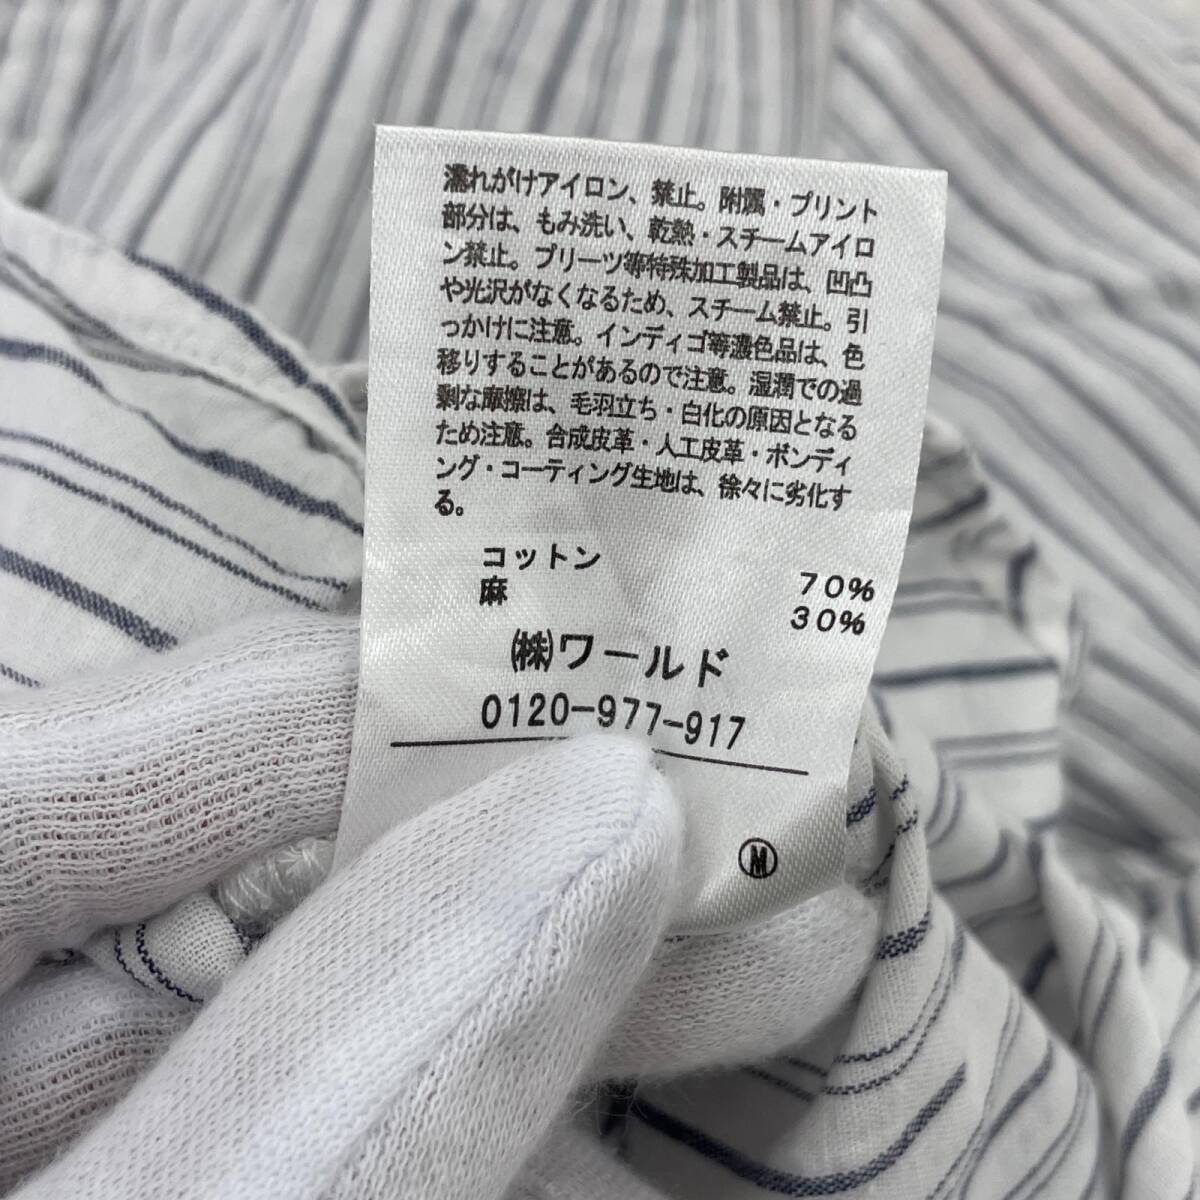 濡れがけアイロン、禁止。附属・プリント
部分は、もみ洗い、乾熱・スチームアイロ
ン禁止。プリーツ等特殊加工製品は、凹凸
や光沢がなくなるため、スチーム禁止。引
っかけに注意。インディゴ等濃色品は、色
移りすることがあるので注意。湿潤での過
剰な摩擦は、毛羽立ち・白化の原因となる
ため注意。合成皮革・人工皮革・ボンディ
ング・コーティング生地は、徐々に劣化す
る。
コットン 70%
麻 30%
㈱ワールド
0120-977-917
Ⓜ